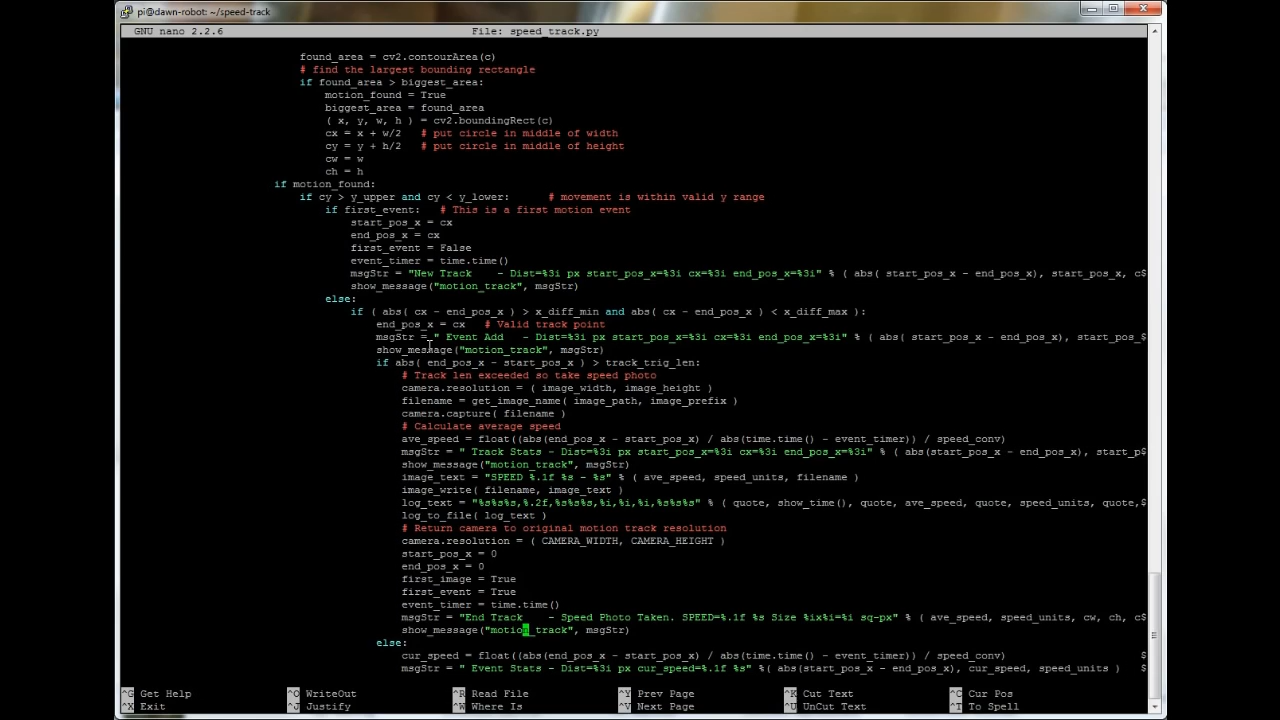 pi@dawn-robot: ~/speed-track
GNU nano 2.2.6 File: speed_track.py
found_area = cv2.contourArea(c)
# find the largest bounding rectangle
if found_area > biggest_area:
motion_found = True
biggest_area = found_area
( x, y, w, h ) = cv2.boundingRect(c)
cx = x + w/2 # put circle in middle of width
cy = y + h/2 # put circle in middle of height
cw = w
ch = h
if motion_found:
if cy > y_upper and cy < y_lower: # movement is within valid y range
if first_event: # This is a first motion event
start_pos_x = cx
end_pos_x = cx
first_event = False
event_timer = time.time()
msgStr = "New Track - Dist=%3i px start_pos_x=%3i cx=%3i end_pos_x=%3i" % ( abs( start_pos_x - end_pos_x), start_pos_x, c$
show_message("motion_track", msgStr)
else:
if ( abs( cx - end_pos_x ) > x_diff_min and abs( cx - end_pos_x ) < x_diff_max ):
end_pos_x = cx # Valid track point
msgStr = " Event Add - Dist=%3i px start_pos_x=%3i cx=%3i end_pos_x=%3i" % ( abs( start_pos_x - end_pos_x), start_pos_$
show_message("motion_track", msgStr)
if abs( end_pos_x - start_pos_x ) > track_trig_len:
# Track len exceeded so take speed photo
camera.resolution = ( image_width, image_height )
filename = get_image_name( image_path, image_prefix )
camera.capture( filename )
# Calculate average speed
ave_speed = float((abs(end_pos_x - start_pos_x) / abs(time.time() - event_timer)) / speed_conv)
msgStr = " Track Stats - Dist=%3i px start_pos_x=%3i cx=%3i end_pos_x=%3i" % ( abs(start_pos_x - end_pos_x), start_p$
show_message("motion_track", msgStr)
image_text = "SPEED %.1f %s - %s" % ( ave_speed, speed_units, filename )
image_write( filename, image_text )
log_text = "%s%s%s,%.2f,%s%s%s,%i,%i,%i,%s%s%s" % ( quote, show_time(), quote, ave_speed, quote, speed_units, quote,$
log_to_file( log_text )
# Return camera to original motion track resolution
camera.resolution = ( CAMERA_WIDTH, CAMERA_HEIGHT )
start_pos_x = 0
end_pos_x = 0
first_image = True
first_event = True
event_timer = time.time()
msgStr = "End Track - Speed Photo Taken. SPEED=%.1f %s Size %ix%i=%i sq-px" % ( ave_speed, speed_units, cw, ch, c$
show_message("motion_track", msgStr)
else:
cur_speed = float((abs(end_pos_x - start_pos_x) / abs(time.time() - event_timer)) / speed_conv) $
msgStr = " Event Stats - Dist=%3i px cur_speed=%.1f %s"%( abs(start_pos_x - end_pos_x), cur_speed, speed_units ) $
^G Get Help ^O WriteOut ^R Read File ^Y Prev Page ^K Cut Text ^C Cur Pos
^X Exit ^J Justify ^W Where Is ^V Next Page ^U UnCut Text ^T To Spell